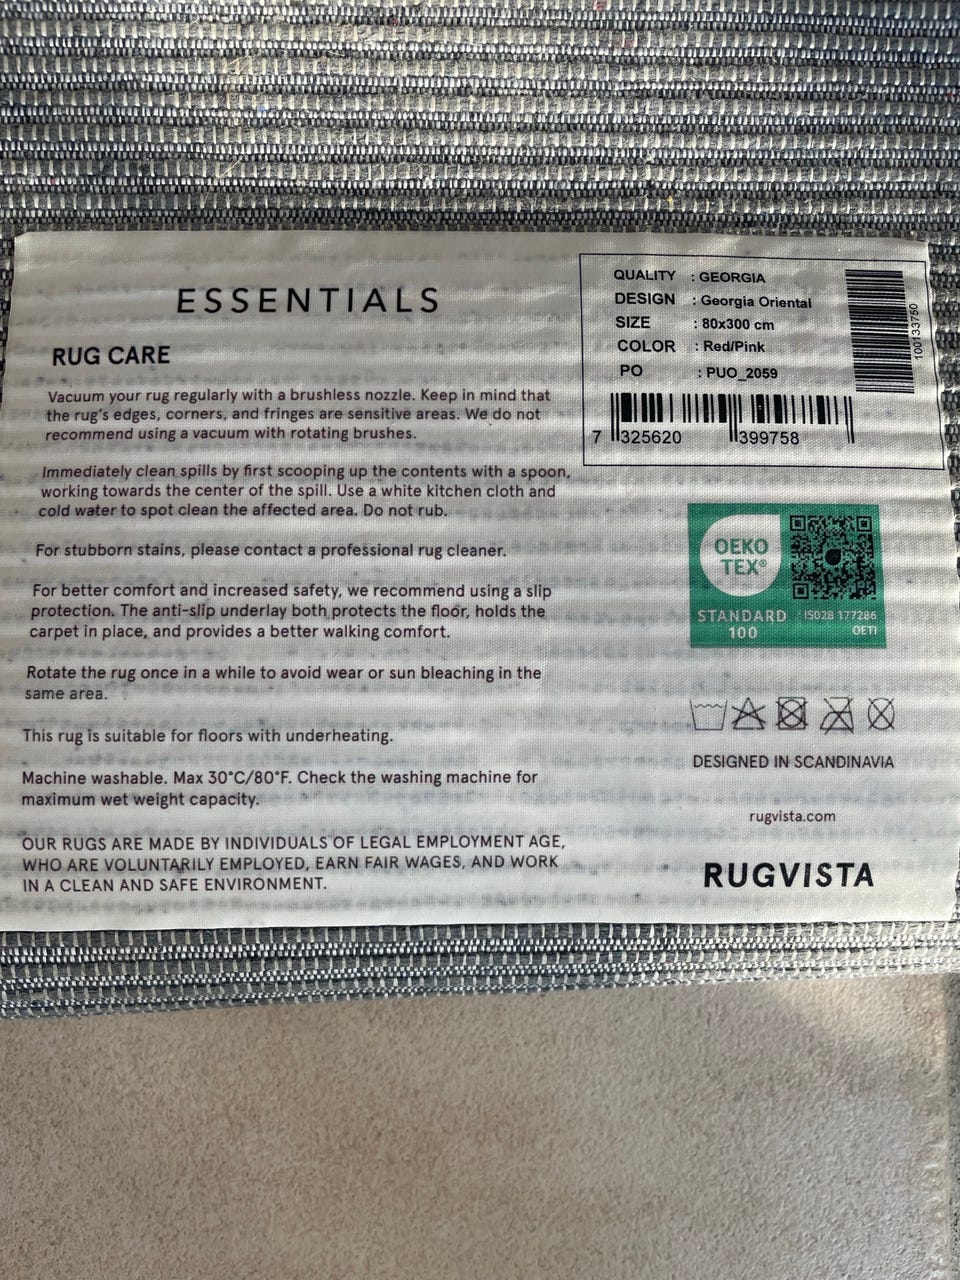 ESSENTIALS
RUG CARE
Vacuum your rug regularly with a brushless nozzle. Keep in mind that
the rug's edges, corners, and fringes are sensitive areas. We do not
recommend using a vacuum with rotating brushes.
Immediately clean spills by first scooping up the contents with a spoon,
working towards the center of the spill. Use a white kitchen cloth and
cold water to spot clean the affected area. Do not rub.
For stubborn stains, please contact a professional rug cleaner.
For better comfort and increased safety, we recommend using a slip
protection. The anti-slip underlay both protects the floor, holds the
carpet in place, and provides a better walking comfort.
Rotate the rug once in a while to avoid wear or sun bleaching in the
same area.
This rug is suitable for floors with underheating.
Machine washable. Max 30°C/80°F. Check the washing machine for
maximum wet weight capacity.
OUR RUGS ARE MADE BY INDIVIDUALS OF LEGAL EMPLOYMENT AGE,
WHO ARE VOLUNTARILY EMPLOYED, EARN FAIR WAGES, AND WORK
IN A CLEAN AND SAFE ENVIRONMENT.
QUALITY : GEORGIA
DESIGN : Georgia Oriental
SIZE : 80x300 cm
COLOR : Red/Pink
PO : PUO_2059
7 325620 399758
100133750
OEKO
TEX®
STANDARD
100
IS028 177286
OETI
DESIGNED IN SCANDINAVIA
rugvista.com
RUGVISTA